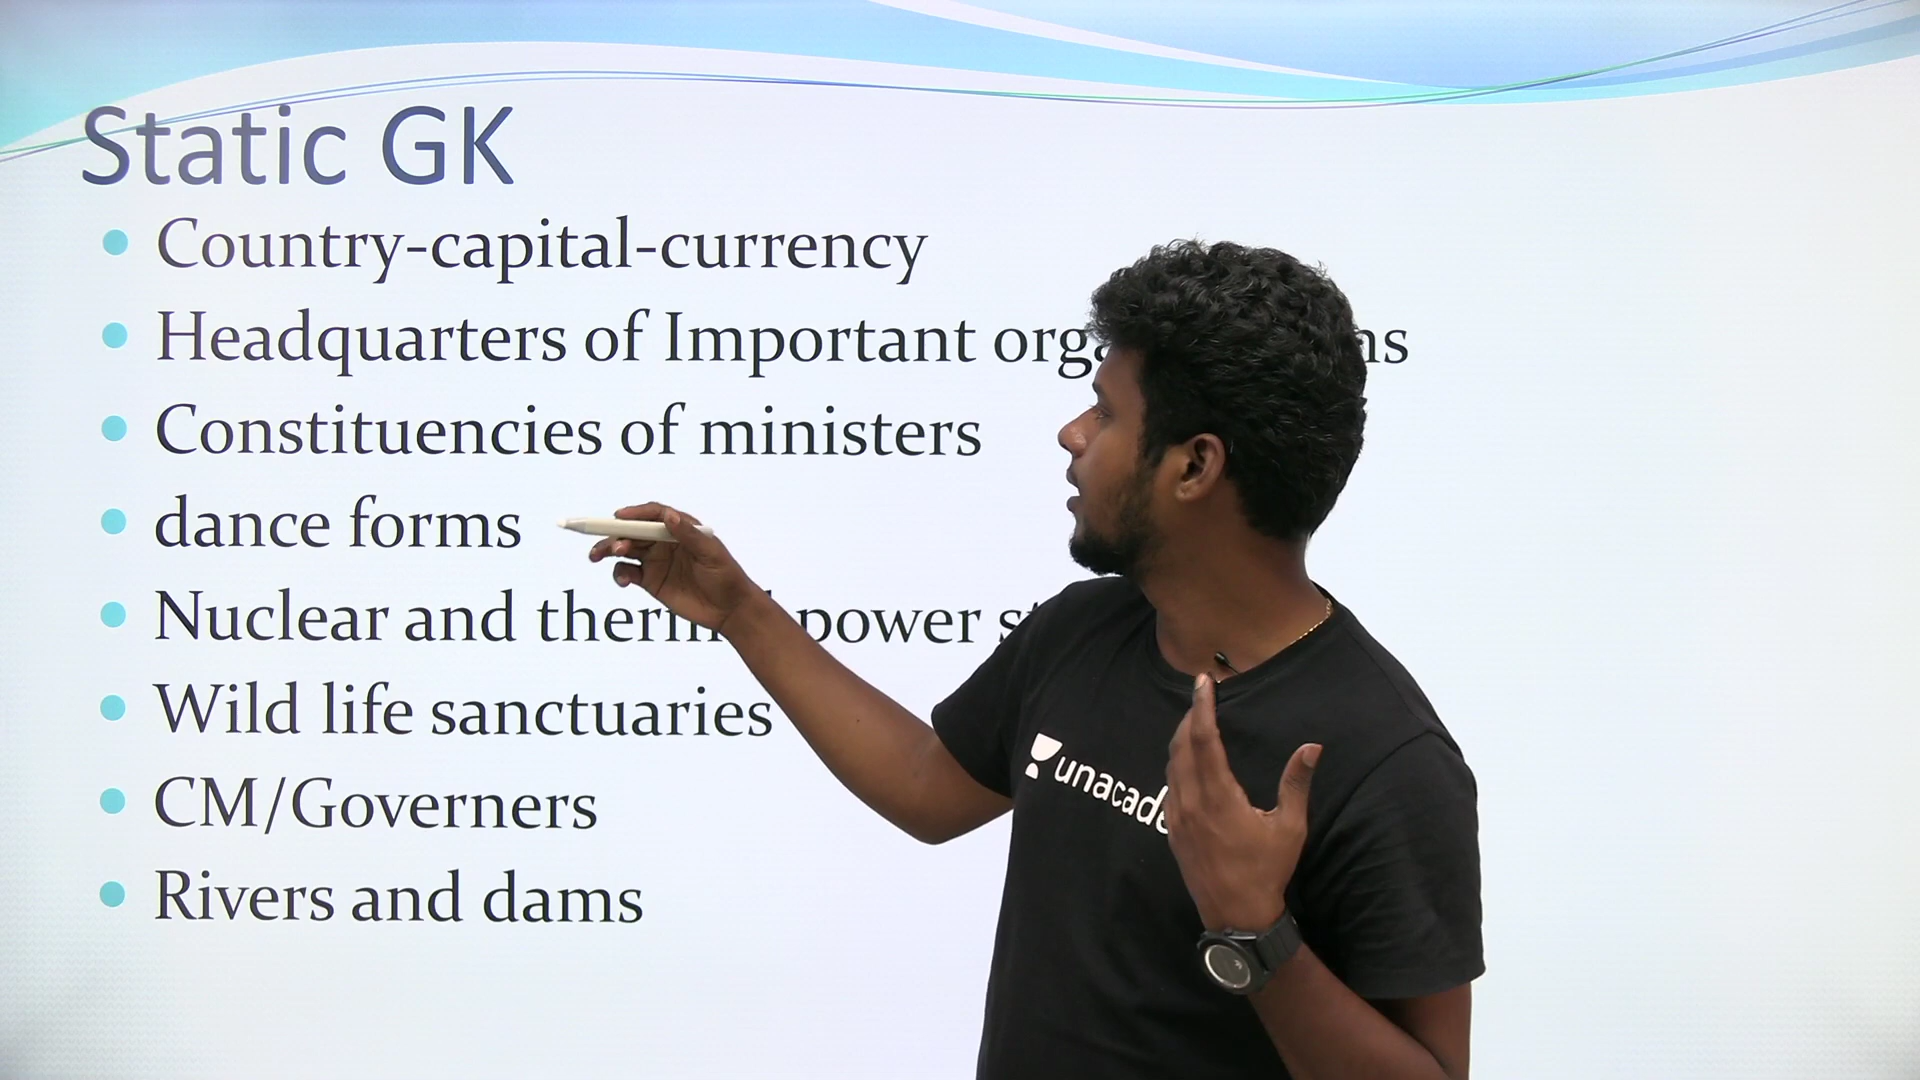 Static GK
Country-capital-currency
Headquarters of Important
Constituencies of ministers
dance forms
Nuclear and power
Wild life sanctuaries
CM/Governers
Rivers and dams